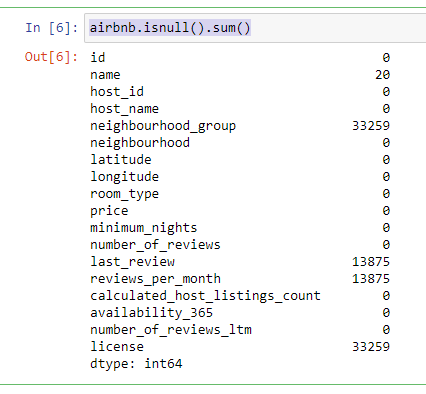 In [6]: airbnb.isnull().sum()
Out[6]: id 0
name 20
host_id 0
host_name 0
neighbourhood_group 33259
neighbourhood 0
latitude 0
longitude 0
room_type 0
price 0
minimum_nights 0
number_of_reviews 0
last_review 13875
reviews_per_month 13875
calculated_host_listings_count 0
availability_365 0
number_of_reviews_ltm 0
license 33259
dtype: int64